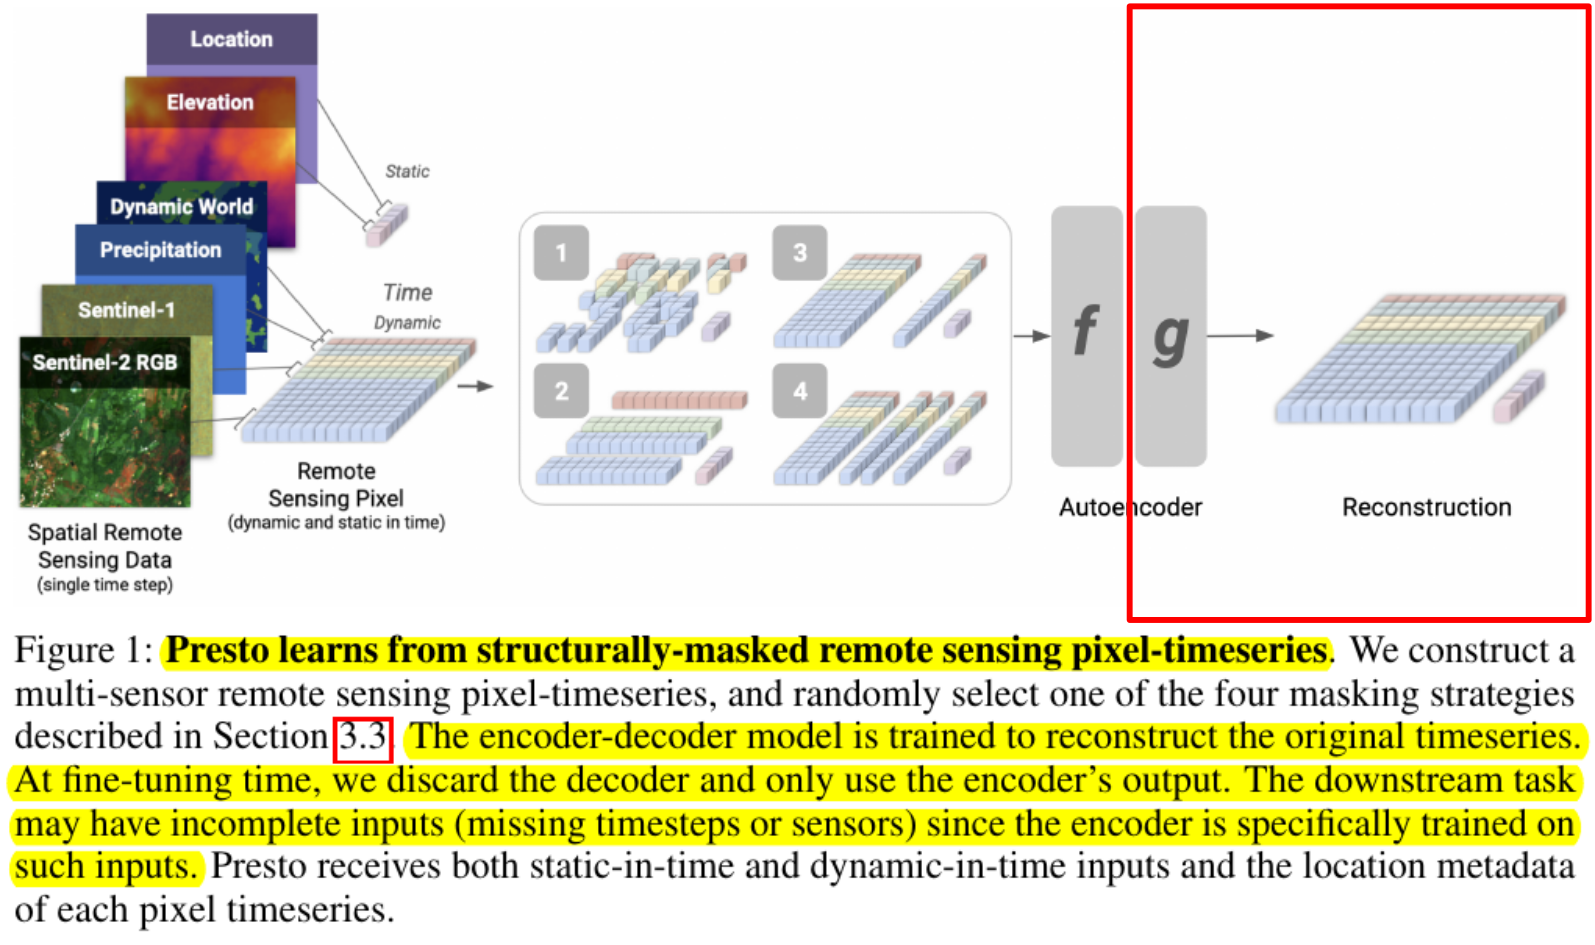 Location
Elevation
Dynamic World
Precipitation
Sentinel-1
Sentinel-2 RGB
Spatial Remote
Sensing Data
(single time step)
Static
Time
Dynamic
Remote
Sensing Pixel
(dynamic and static in time)
1
2
3
4
f
g
Autoencoder
Reconstruction
Figure 1: Presto learns from structurally-masked remote sensing pixel-timeseries. We construct a
multi-sensor remote sensing pixel-timeseries, and randomly select one of the four masking strategies
described in Section 3.3. The encoder-decoder model is trained to reconstruct the original timeseries.
At fine-tuning time, we discard the decoder and only use the encoder's output. The downstream task
may have incomplete inputs (missing timesteps or sensors) since the encoder is specifically trained on
such inputs. Presto receives both static-in-time and dynamic-in-time inputs and the location metadata
of each pixel timeseries.